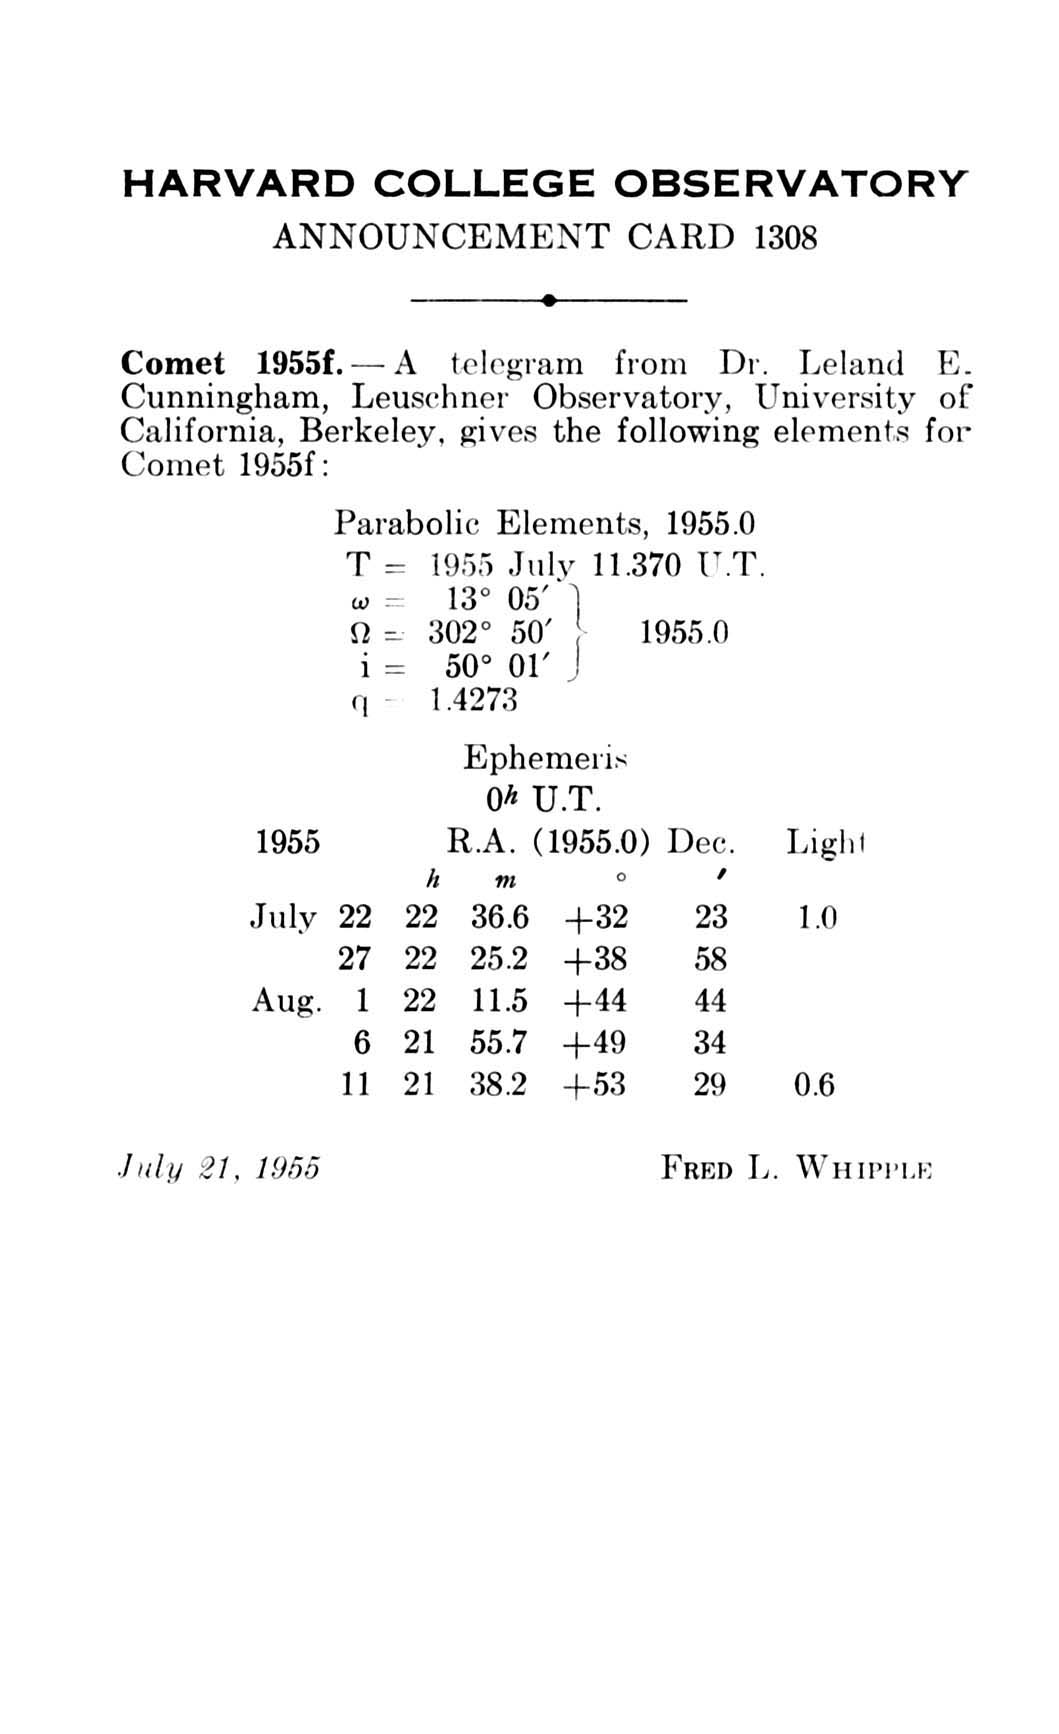 HARVARD COLLEGE OBSERVATORY
ANNOUNCEMENT CARD 1308
Comet 1955f. — A telegram from Dr. Leland E.
Cunningham, Leuschner Observatory, University of
California, Berkeley, gives the following elements for
Comet 1955f:
Parabolic Elements, 1955.0
T = 1955 July 11.370 U.T.
ω = 13° 05′
Ω = 302° 50′ } 1955.0
i = 50° 01′
q = 1.4273
Ephemeris
0h U.T.
1955 R.A. (1955.0) Dec. Light
h m ° ′
July 22 22 36.6 +32 23 1.0
27 22 25.2 +38 58
Aug. 1 22 11.5 +44 44
6 21 55.7 +49 34
11 21 38.2 +53 29 0.6
July 21, 1955 FRED L. WHIPPLE